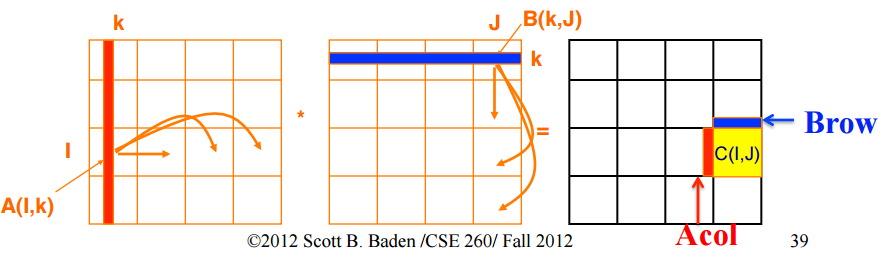 k
J
B(k,J)
k
I
*
=
C(I,J)
Brow
A(I,k)
Acol
©2012 Scott B. Baden /CSE 260/ Fall 2012
39